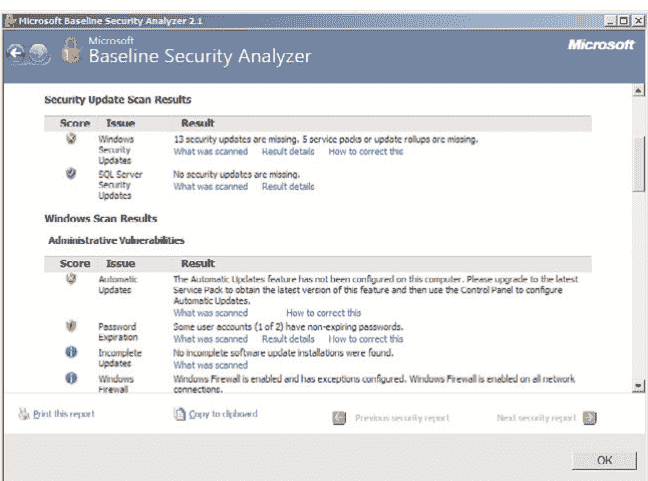 Microsoft Baseline Security Analyzer 2.1
Microsoft
Baseline Security Analyzer
Microsoft
Security Update Scan Results
Score Issue Result
Windows Security Updates
13 security updates are missing. 5 service packs or update rollups are missing.
What was scanned Result details How to correct this
SQL Server Security Updates
No security updates are missing.
What was scanned Result details
Windows Scan Results
Administrative Vulnerabilities
Score Issue Result
Automatic Updates
The Automatic Updates feature has not been configured on this computer. Please upgrade to the latest
Service Pack to obtain the latest version of this feature and then use the Control Panel to configure
Automatic Updates.
What was scanned How to correct this
Password Expiration
Some user accounts (1 of 2) have non-expiring passwords.
What was scanned Result details How to correct this
Incomplete Updates
No incomplete software update installations were found.
What was scanned
Windows Firewall
Windows Firewall is enabled and has exceptions configured. Windows Firewall is enabled on all network
connections.
Print this report Copy to clipboard Previous security report Next security report
OK